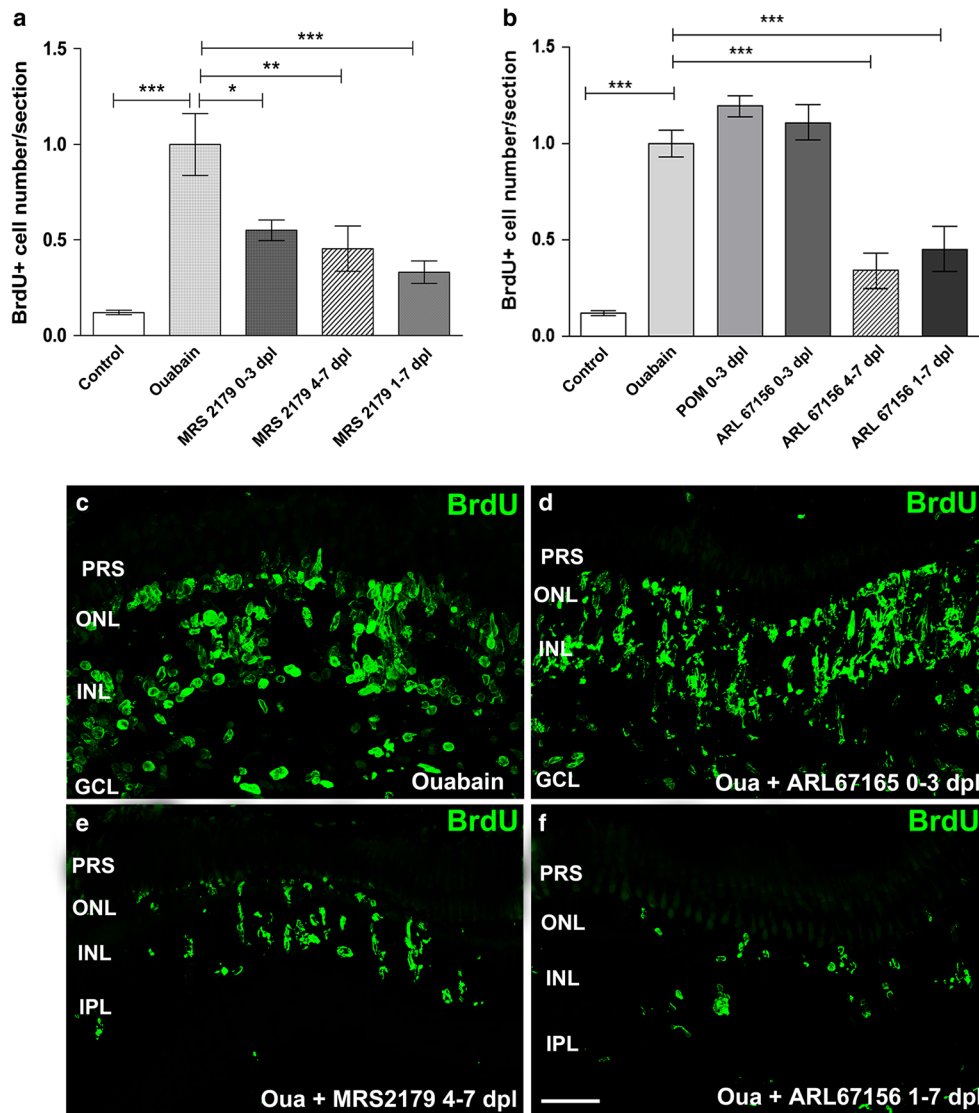 a
BrdU+ cell number/section
1.5
1.0
0.5
0.0
***
**
***
*
Control
Ouabain
MRS 2179 0-3 dpl
MRS 2179 4-7 dpl
MRS 2179 1-7 dpl
b
BrdU+ cell number/section
1.5
1.0
0.5
0.0
***
***
***
Control
Ouabain
POM 0-3 dpl
ARL 67156 0-3 dpl
ARL 67156 4-7 dpl
ARL 67156 1-7 dpl
c
BrdU
PRS
ONL
INL
GCL
Ouabain
d
BrdU
PRS
ONL
INL
GCL
Oua + ARL67165 0-3 dpl
e
BrdU
PRS
ONL
INL
IPL
Oua + MRS2179 4-7 dpl
f
BrdU
PRS
ONL
INL
IPL
Oua + ARL67156 1-7 dpl